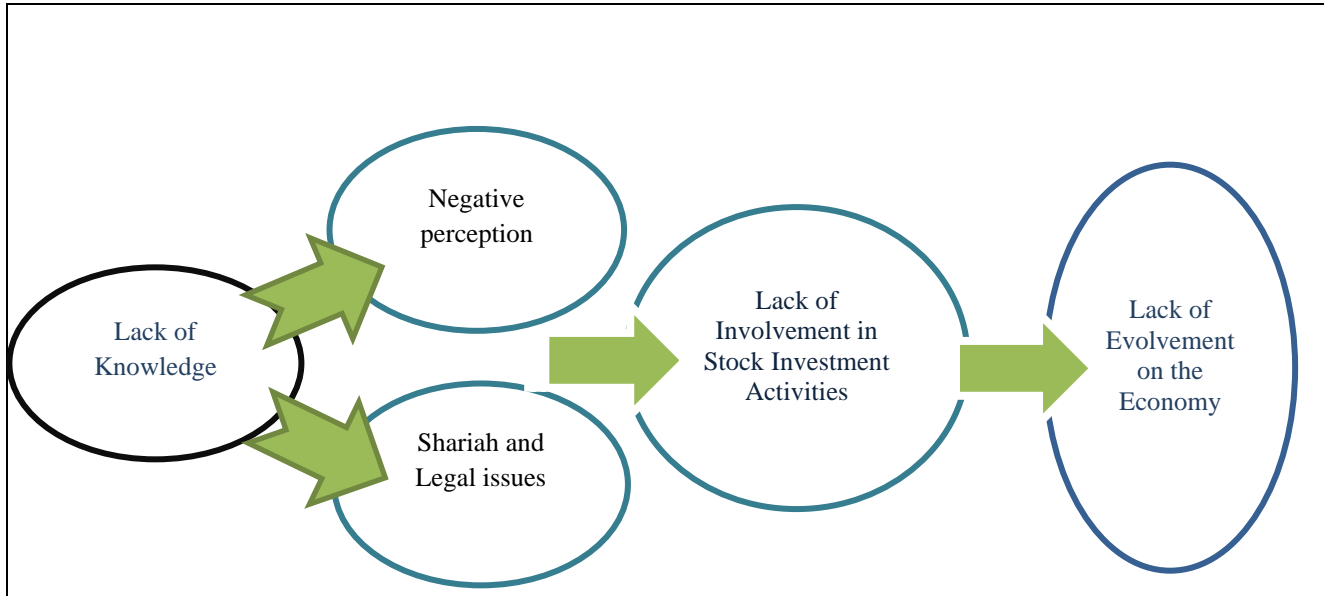 Lack of
Knowledge
Negative
perception
Shariah and
Legal issues
Lack of
Involvement in
Stock Investment
Activities
Lack of
Evolvement
on the
Economy